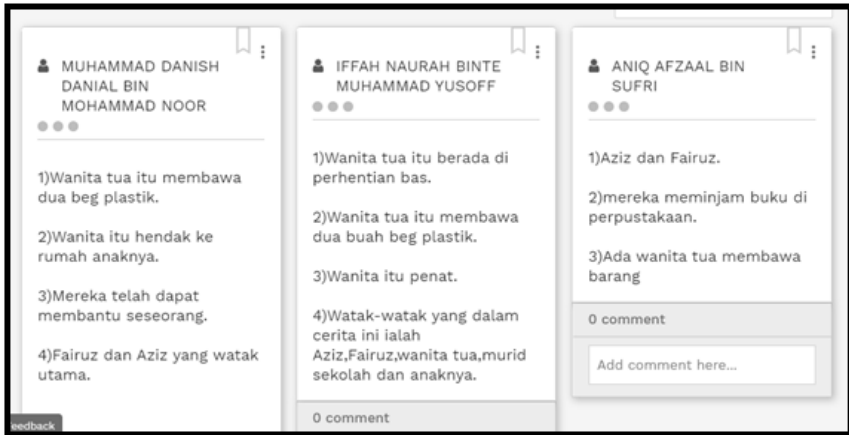 MUHAMMAD DANISH
DANIAL BIN
MOHAMMAD NOOR
1)Wanita tua itu membawa
dua beg plastik.
2)Wanita itu hendak ke
rumah anaknya.
3)Mereka telah dapat
membantu seseorang.
4)Fairuz dan Aziz yang watak
utama.
eedback
IFFAH NAURAH BINTE
MUHAMMAD YUSOFF
1)Wanita tua itu berada di
perhentian bas.
2)Wanita tua itu membawa
dua buah beg plastik.
3)Wanita itu penat.
4)Watak-watak yang dalam
cerita ini ialah
Aziz,Fairuz,wanita tua,murid
sekolah dan anaknya.
0 comment
ANIQ AFZAAL BIN
SUFRI
1)Aziz dan Fairuz.
2)mereka meminjam buku di
perpustakaan.
3)Ada wanita tua membawa
barang
0 comment
Add comment here...